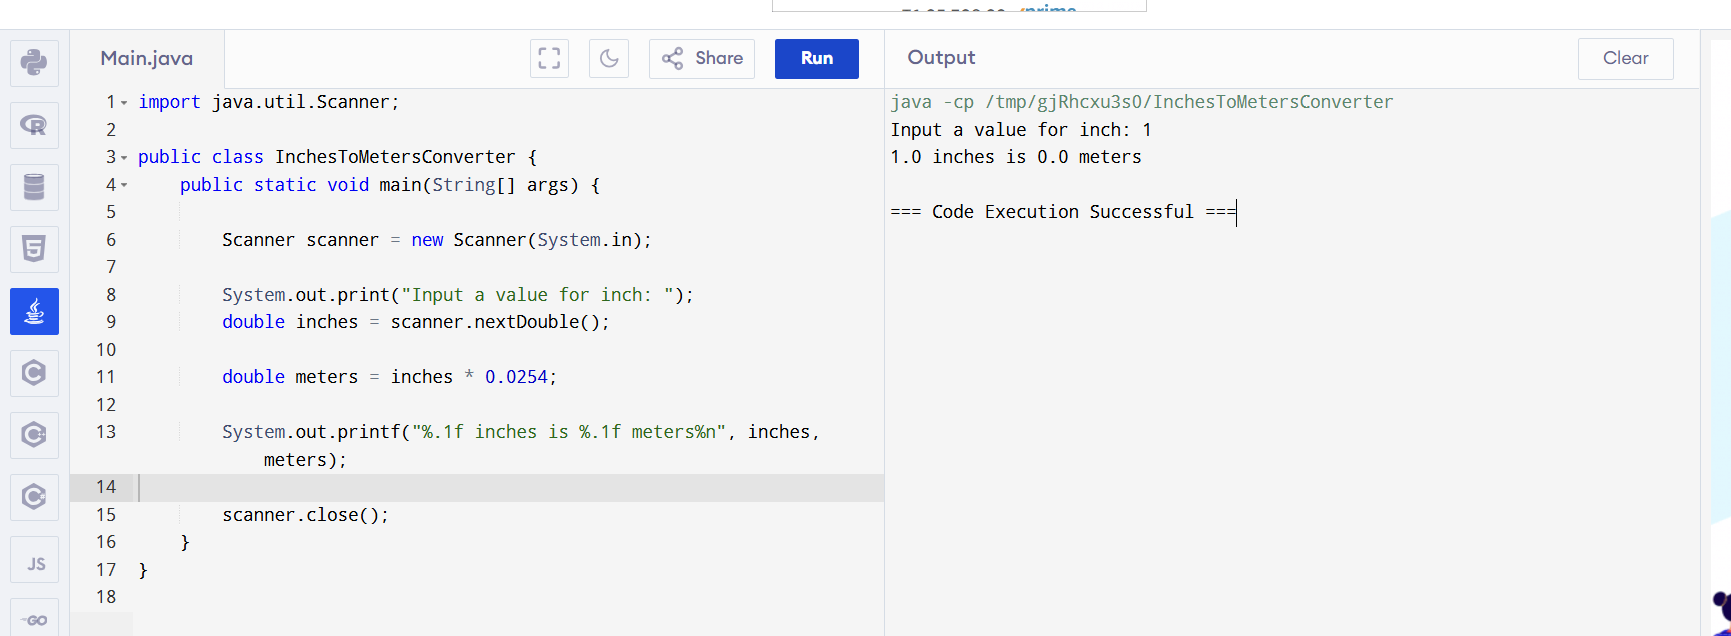 prime
Main.java
Share
Run
Output
Clear
1 import java.util.Scanner;
2
3 public class InchesToMetersConverter {
4 public static void main(String[] args) {
5
6 Scanner scanner = new Scanner(System.in);
7
8 System.out.print("Input a value for inch: ");
9 double inches = scanner.nextDouble();
10
11 double meters = inches * 0.0254;
12
13 System.out.printf("%.1f inches is %.1f meters%n", inches,
meters);
14
15 scanner.close();
16 }
17 }
18
java -cp /tmp/gjRhcxu3s0/InchesToMetersConverter
Input a value for inch: 1
1.0 inches is 0.0 meters
=== Code Execution Successful ===
R
5
C
C
C
JS
GO